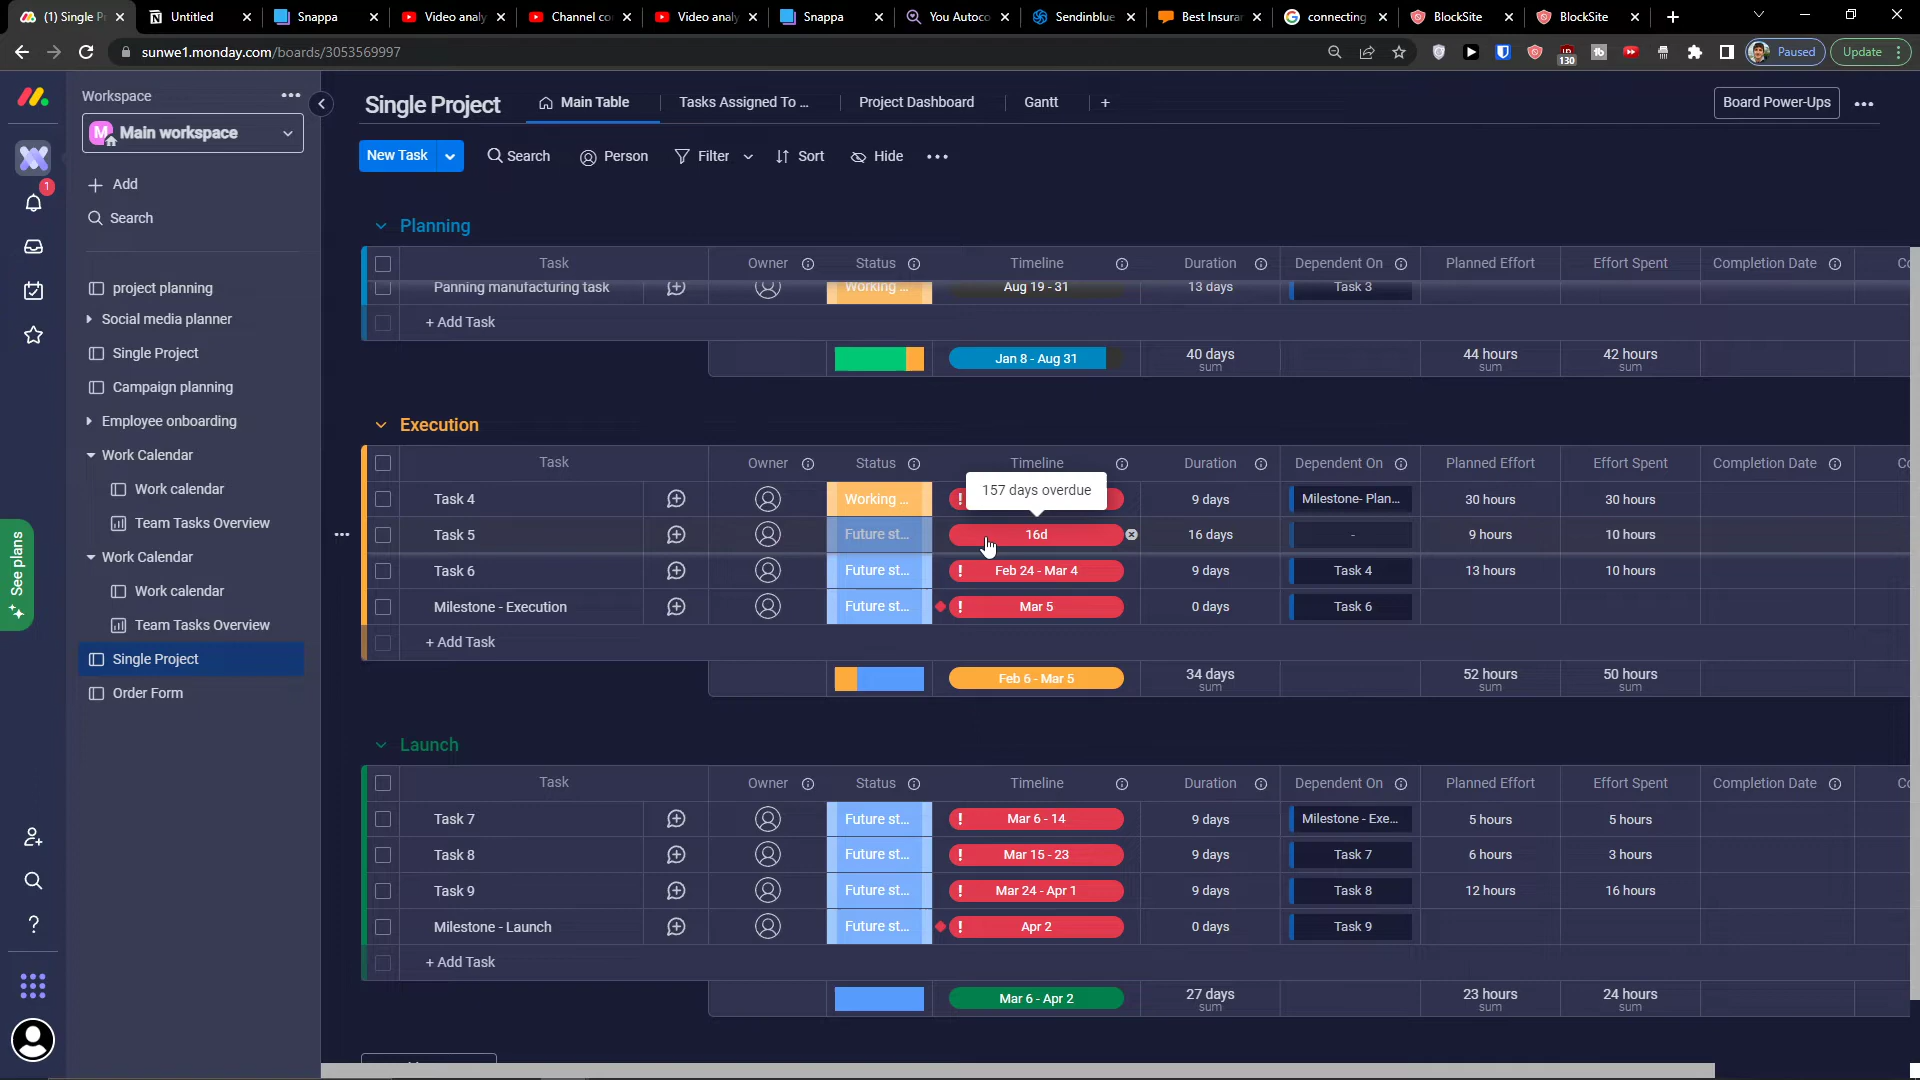 (1) Single P
Untitled
Snappa
Video analy
Channel co
Video analy
Snappa
You Autoco
Sendinblue
Best Insura
connecting
BlockSite
BlockSite
sunwe1.monday.com/boards/3053569997
130
Paused
Update
Workspace
M
Main workspace
Add
Search
1
project planning
Social media planner
Single Project
Campaign planning
Employee onboarding
Work Calendar
Work calendar
Team Tasks Overview
Work Calendar
Work calendar
Team Tasks Overview
Single Project
Order Form
See plans
Single Project
Main Table
Tasks Assigned To ...
Project Dashboard
Gantt
+
Board Power-Ups
New Task
Search
Person
Filter
Sort
Hide
Planning
Task Owner Status Timeline Duration Dependent On Planned Effort Effort Spent Completion Date Co
Panning manufacturing task Working ... Aug 19 - 31 13 days Task 3
+ Add Task
Jan 8 - Aug 31 40 days 44 hours 42 hours
sum sum sum
Execution
Task Owner Status Timeline Duration Dependent On Planned Effort Effort Spent Completion Date Co
157 days overdue
Task 4 Working ... ! 9 days Milestone- Plan... 30 hours 30 hours
Task 5 Future st... 16d 16 days - 9 hours 10 hours
Task 6 Future st... ! Feb 24 - Mar 4 9 days Task 4 13 hours 10 hours
Milestone - Execution Future st... ! Mar 5 0 days Task 6
+ Add Task
Feb 6 - Mar 5 34 days 52 hours 50 hours
sum sum sum
Launch
Task Owner Status Timeline Duration Dependent On Planned Effort Effort Spent Completion Date Co
Task 7 Future st... ! Mar 6 - 14 9 days Milestone - Exe... 5 hours 5 hours
Task 8 Future st... ! Mar 15 - 23 9 days Task 7 6 hours 3 hours
Task 9 Future st... ! Mar 24 - Apr 1 9 days Task 8 12 hours 16 hours
Milestone - Launch Future st... ! Apr 2 0 days Task 9
+ Add Task
Mar 6 - Apr 2 27 days 23 hours 24 hours
sum sum sum